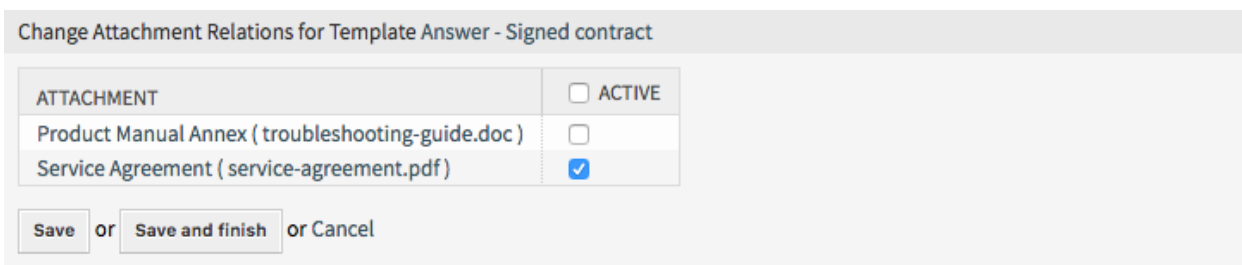 Change Attachment Relations for Template Answer - Signed contract
ATTACHMENT ACTIVE
Product Manual Annex ( troubleshooting-guide.doc )
Service Agreement ( service-agreement.pdf )
Save or Save and finish or Cancel